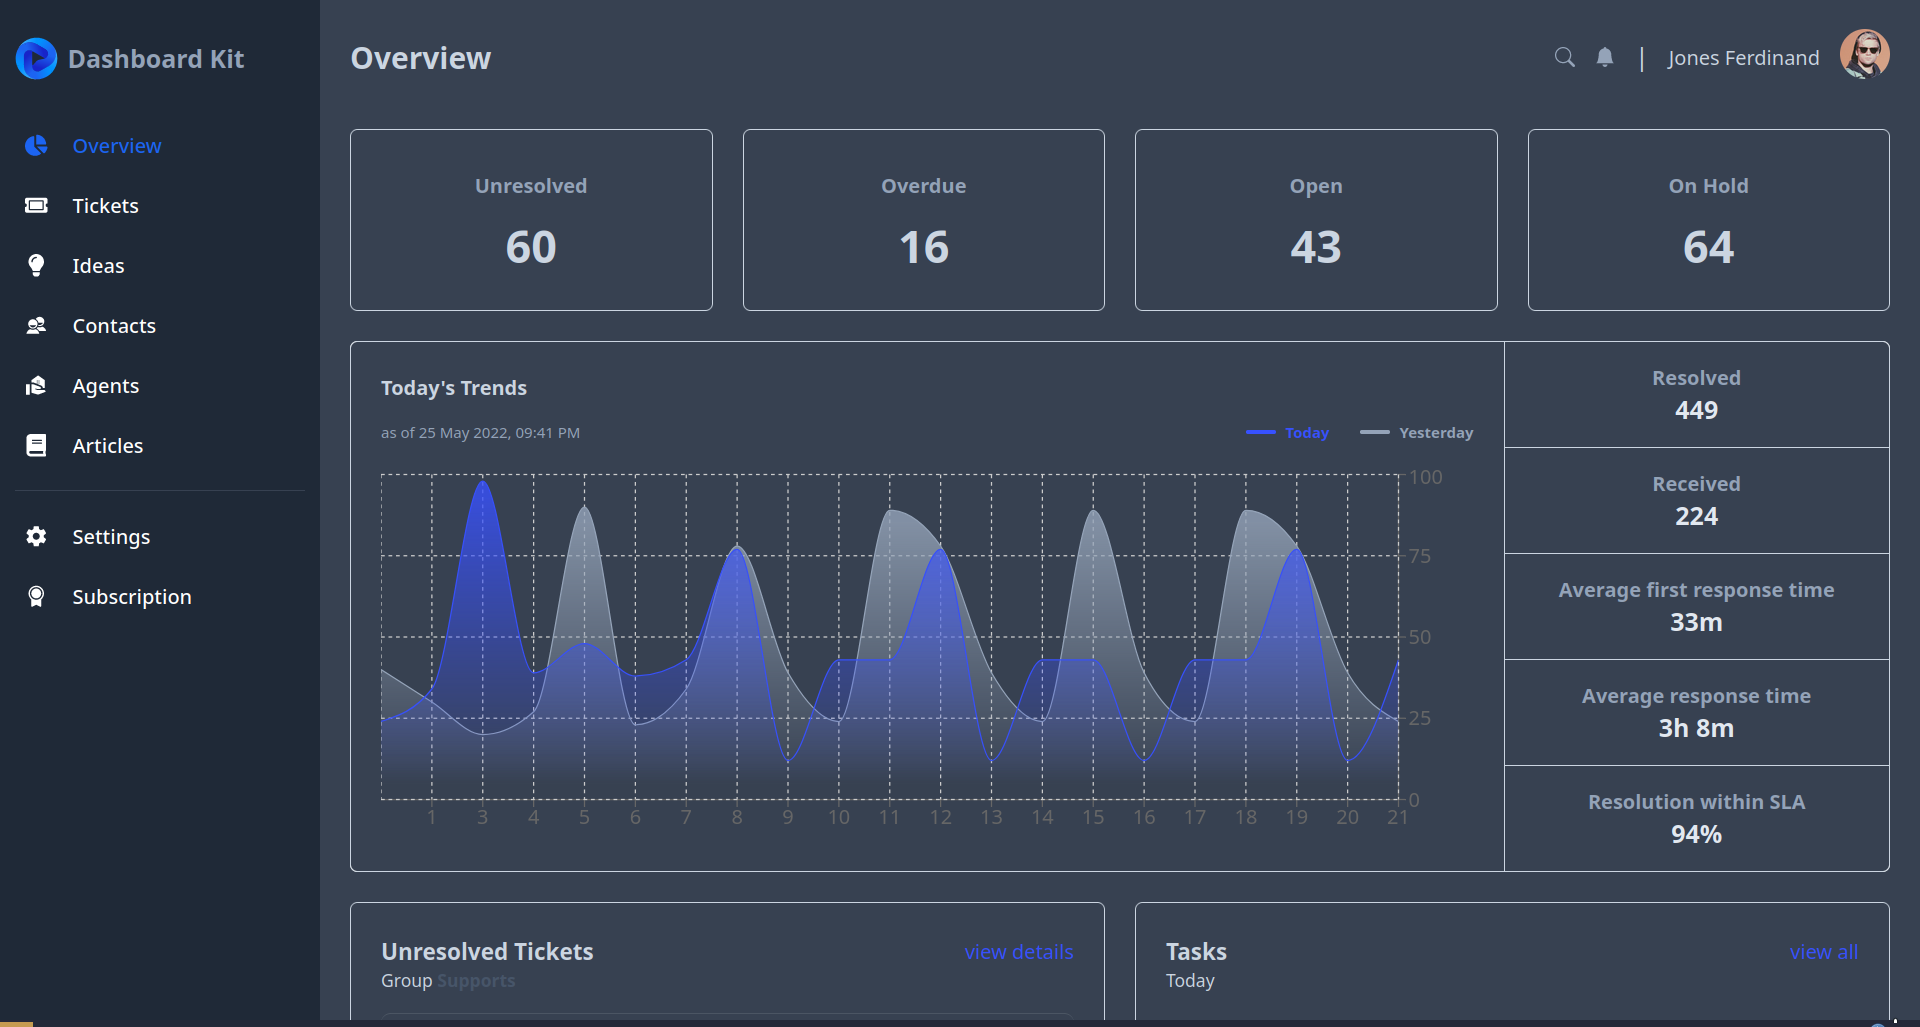 Dashboard Kit
Overview
Tickets
Ideas
Contacts
Agents
Articles
Settings
Subscription
Overview
Jones Ferdinand
Unresolved
60
Overdue
16
Open
43
On Hold
64
Today's Trends
as of 25 May 2022, 09:41 PM
Today
Yesterday
100
75
50
25
0
1 3 4 5 6 7 8 9 10 11 12 13 14 15 16 17 18 19 20 21
Resolved
449
Received
224
Average first response time
33m
Average response time
3h 8m
Resolution within SLA
94%
Unresolved Tickets
view details
Group Supports
Tasks
view all
Today